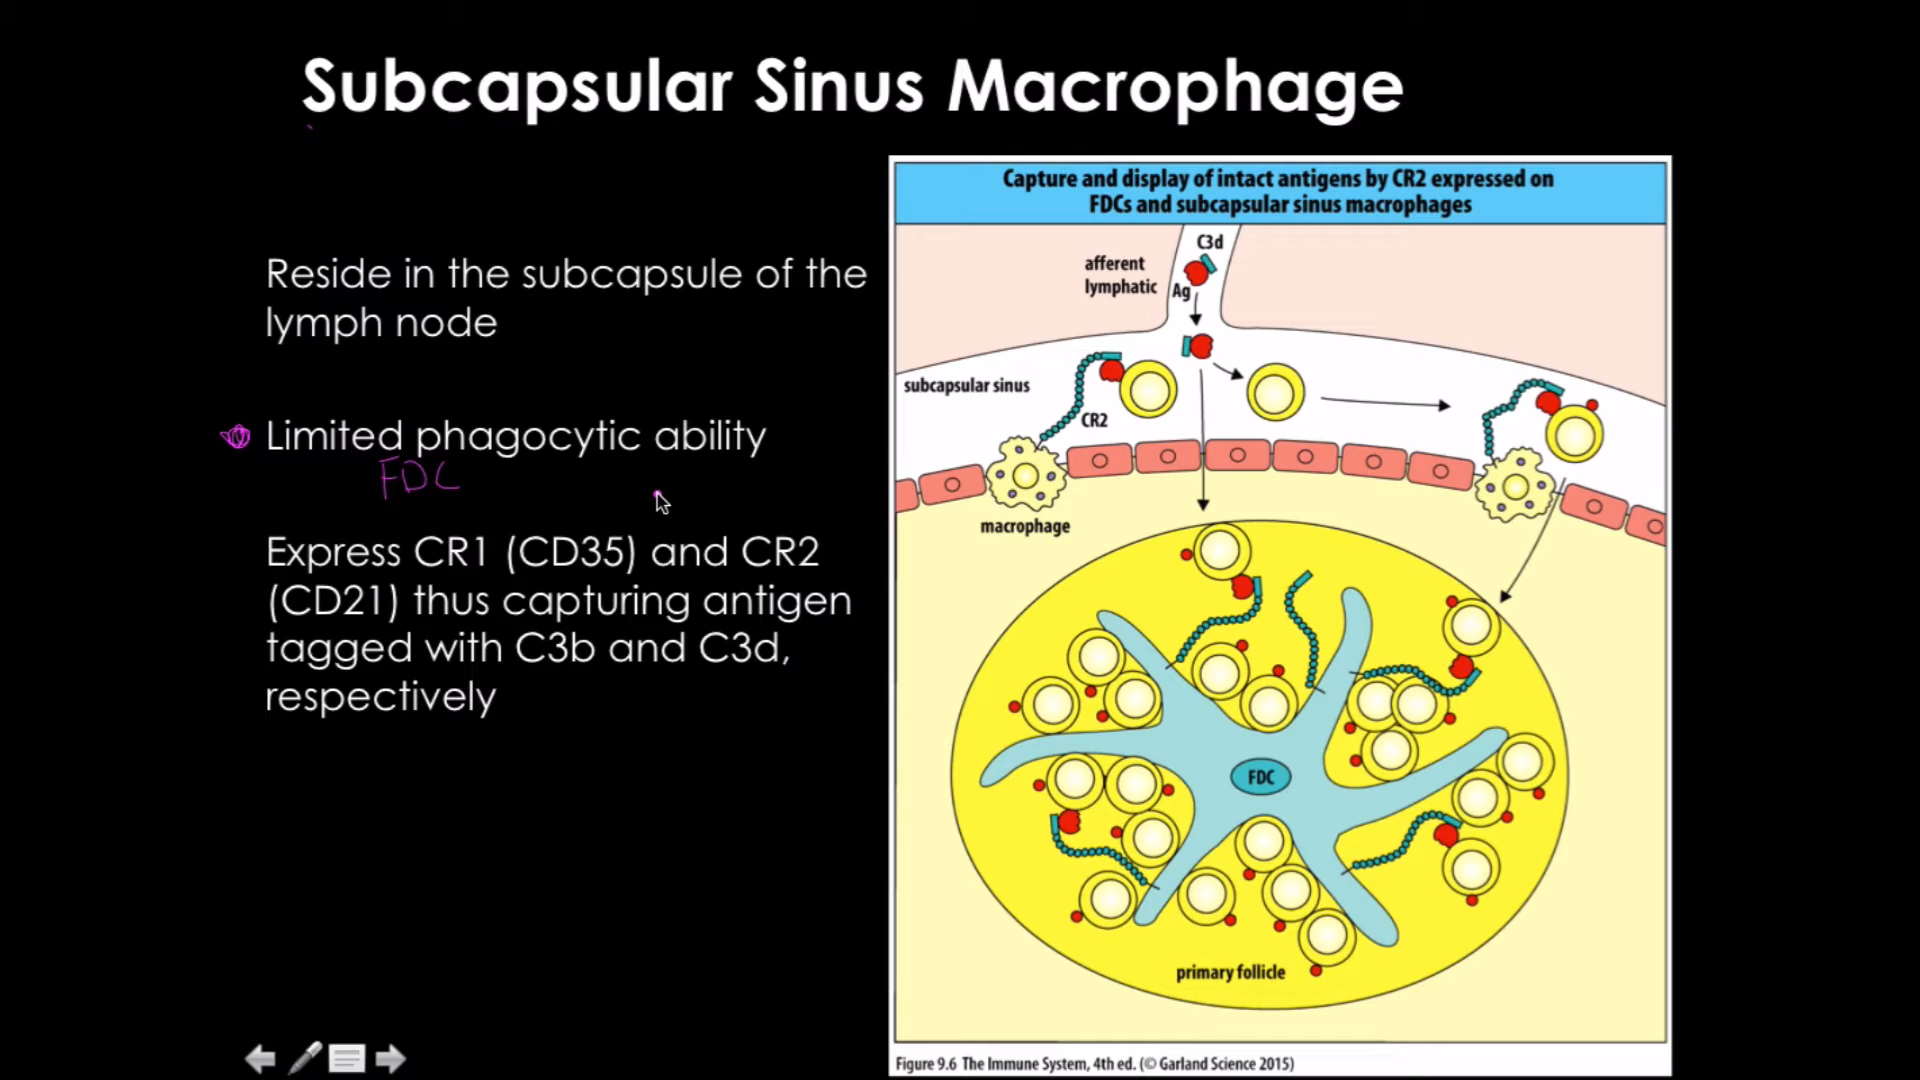 Subcapsular Sinus Macrophage
Reside in the subcapsule of the
lymph node
Limited phagocytic ability
FDC
Express CR1 (CD35) and CR2
(CD21) thus capturing antigen
tagged with C3b and C3d,
respectively
Capture and display of intact antigens by CR2 expressed on
FDCs and subcapsular sinus macrophages
C3d
afferent
lymphatic
Ag
subcapsular sinus
CR2
macrophage
FDC
primary follicle
Figure 9.6 The Immune System, 4th ed. (© Garland Science 2015)